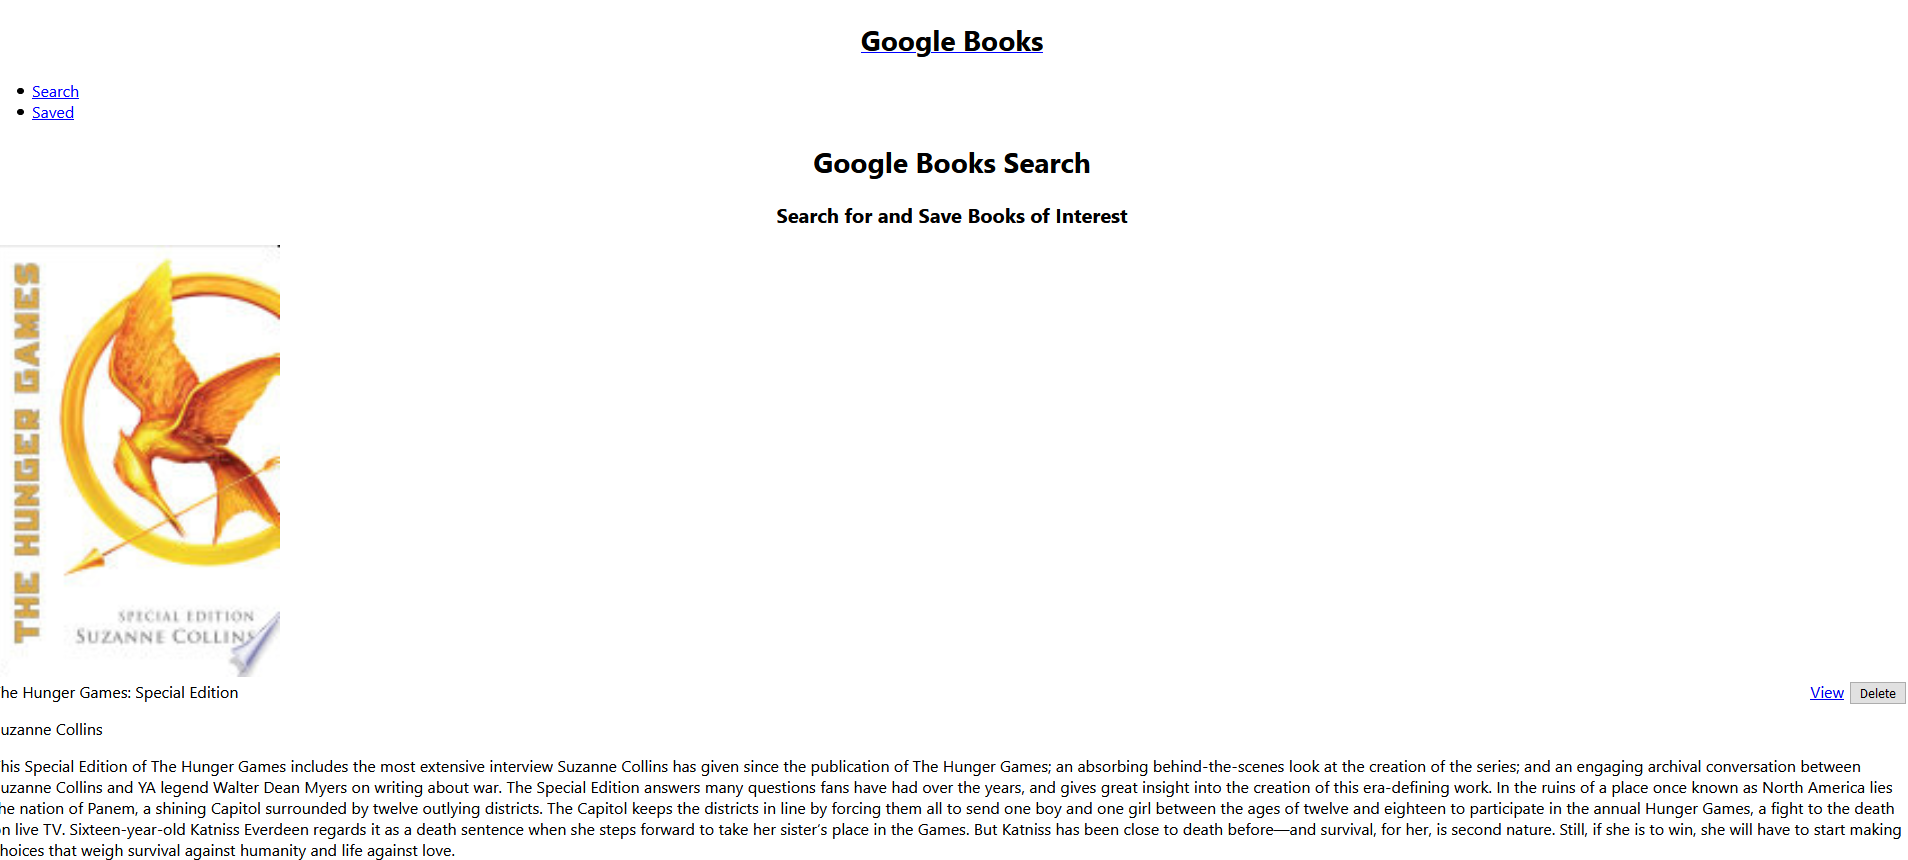 Google Books
Search
Saved
Google Books Search
Search for and Save Books of Interest
THE HUNGER GAMES
SPECIAL EDITION
SUZANNE COLLINS
he Hunger Games: Special Edition
View Delete
uzanne Collins
his Special Edition of The Hunger Games includes the most extensive interview Suzanne Collins has given since the publication of The Hunger Games; an absorbing behind-the-scenes look at the creation of the series; and an engaging archival conversation between
uzanne Collins and YA legend Walter Dean Myers on writing about war. The Special Edition answers many questions fans have had over the years, and gives great insight into the creation of this era-defining work. In the ruins of a place once known as North America lies
he nation of Panem, a shining Capitol surrounded by twelve outlying districts. The Capitol keeps the districts in line by forcing them all to send one boy and one girl between the ages of twelve and eighteen to participate in the annual Hunger Games, a fight to the death
n live TV. Sixteen-year-old Katniss Everdeen regards it as a death sentence when she steps forward to take her sister's place in the Games. But Katniss has been close to death before—and survival, for her, is second nature. Still, if she is to win, she will have to start making
hoices that weigh survival against humanity and life against love.